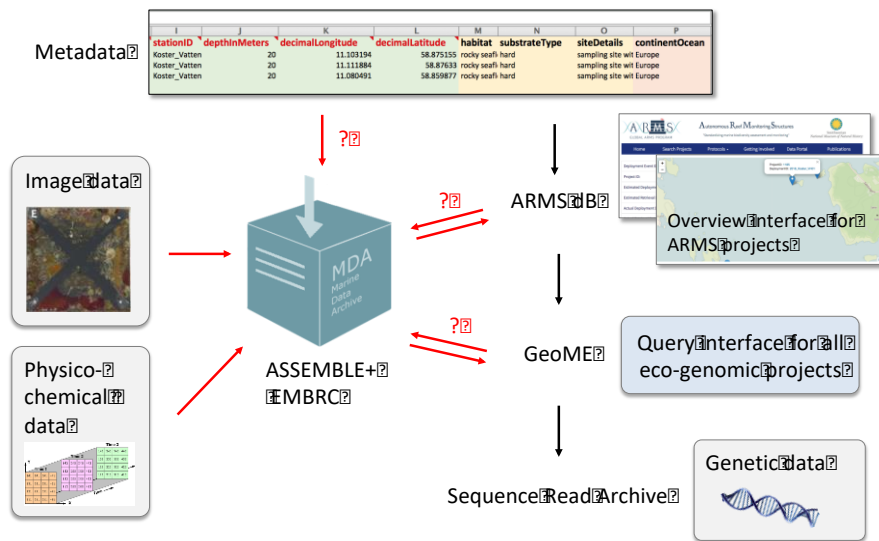 I J K L M N O P
stationID depthInMeters decimalLongitude decimalLatitude habitat substrateType siteDetails continentOcean
Koster_Vatten 20 11.103194 58.875155 rocky seafl hard sampling site wit Europe
Koster_Vatten 20 11.111884 58.87633 rocky seafl hard sampling site wit Europe
Koster_Vatten 20 11.080491 58.859877 rocky seafl hard sampling site wit Europe
Metadata
?
ARMS
Autonomous Reef Monitoring Structures
Home Search Projects Protocols Getting Involved Data Portal Publications
Image data
E
?
ARMS dB
Overview interface for
ARMS projects
MDA
Marine
Data
Archive
?
GeoME
Query interface for all
eco-genomic projects
ASSEMBLE+
EMBRC
Physico-
chemical
data
Sequence Read Archive
Genetic data